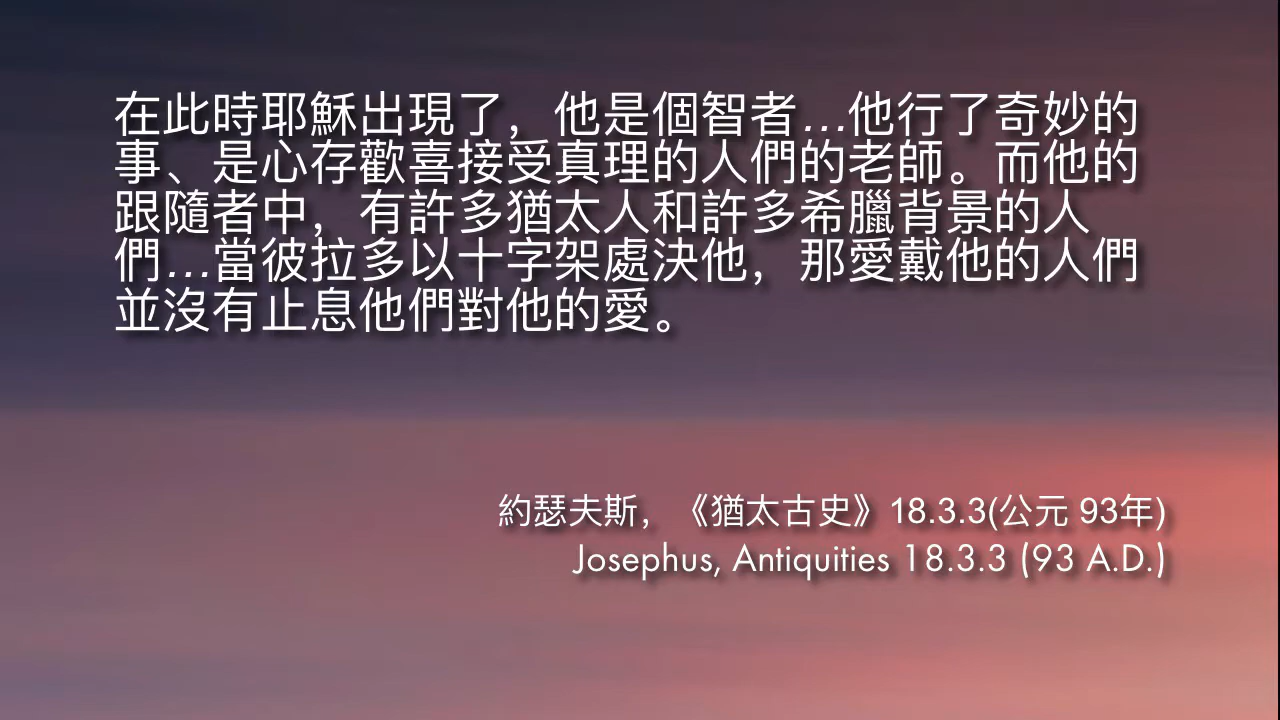 在此時耶穌出現了，他是個智者…他行了奇妙的
事、是心存歡喜接受真理的人們的老師。而他的
跟隨者中，有許多猶太人和許多希臘背景的人
們…當彼拉多以十字架處決他，那愛戴他的人們
並沒有止息他們對他的愛。
約瑟夫斯，《猶太古史》18.3.3(公元 93年)
Josephus, Antiquities 18.3.3 (93 A.D.)